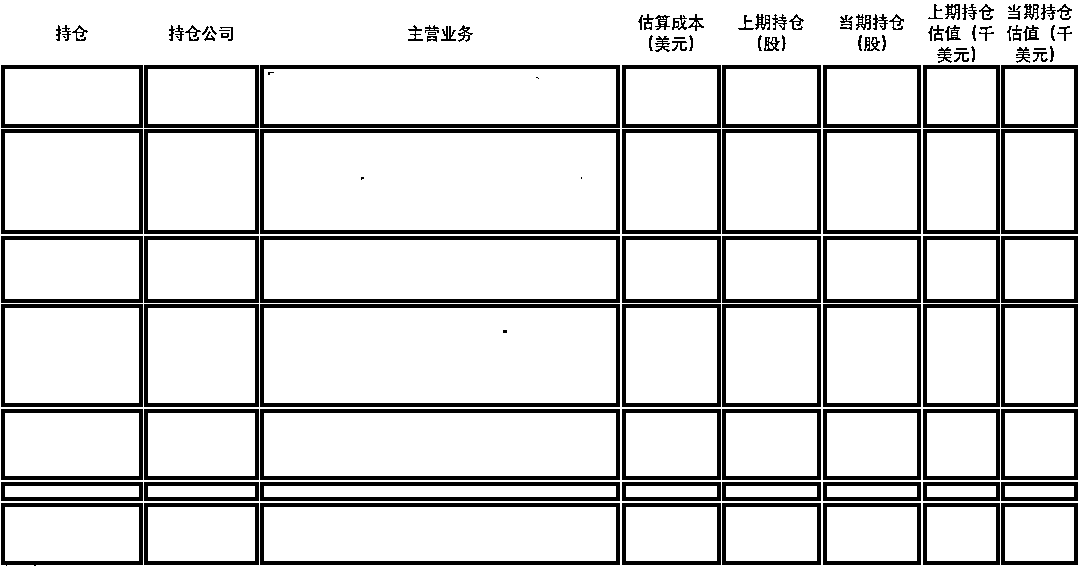 持仓
持仓公司
主营业务
估算成本
（美元）
上期持仓
（股）
当期持仓
（股）
上期持仓
估值（千
美元）
当期持仓
估值（千
美元）